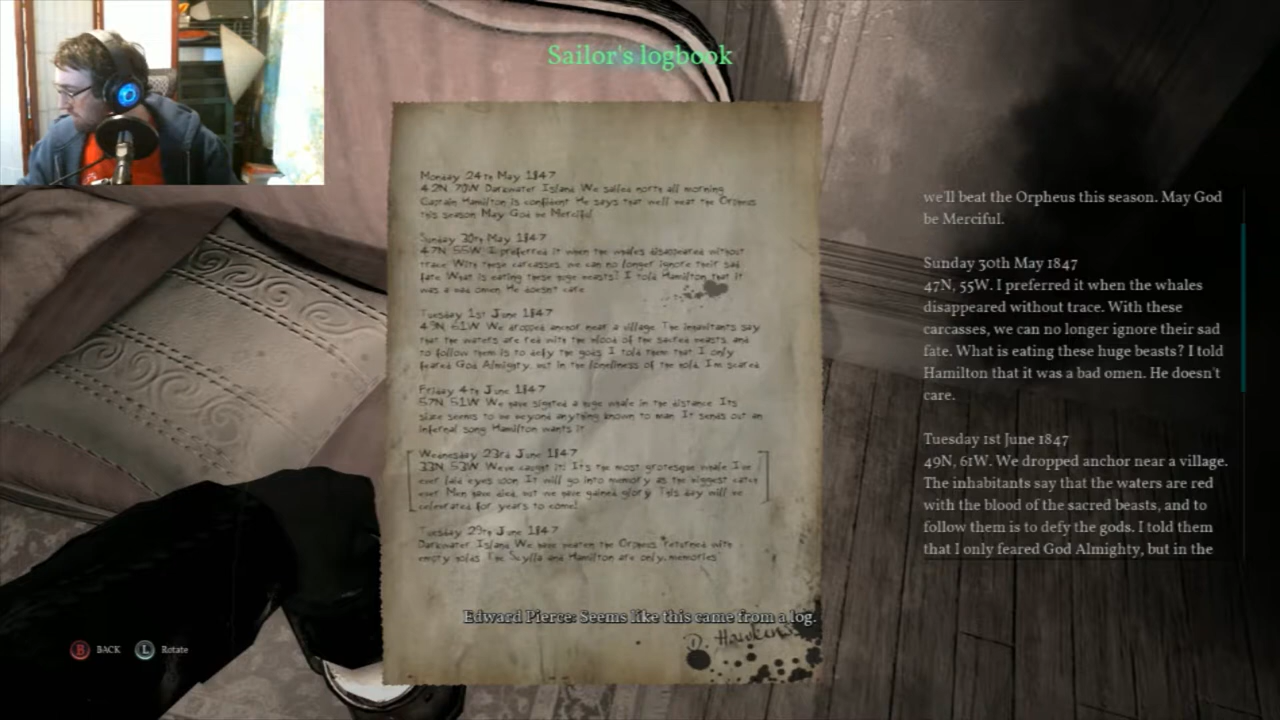 Sailor's logbook
Monday 24th May 1847
42N, 70W Darkwater Island We sailed north all morning
Captain Hamilton is confident He says that we'll beat the Orpheus
this season May God be Merciful
Sunday 30th May 1847
47N 55W I preferred it when the whales disappeared without
trace With these carcasses, we can no longer ignore their sad
fate What is eating these huge beasts? I told Hamilton that it
was a bad omen He doesn't care
Tuesday 1st June 1847
49N, 61W We dropped anchor near a village The inhabitants say
that the waters are red with the blood of the sacred beasts, and
to follow them is to defy the gods I told them that I only
feared God Almighty, but in the loneliness of the hold I'm scared
Friday 4th June 1847
57N 51W We have sighted a huge whale in the distance Its
size seems to be beyond anything known to man It sends out an
infernal song Hamilton wants it
Wednesday 23rd June 1847
33N, 53W We've caught it! It's the most grotesque whale I've
ever laid eyes upon It will go into memory as the biggest catch
ever Men have died, but we have gained glory This day will be
celebrated for years to come!
Tuesday 29th June 1847
Darkwater Island We have beaten the Orpheus returned with
empty holds The Scylla and Hamilton are only memories
D. Hawkins
Edward Pierce: Seems like this came from a log.
we'll beat the Orpheus this season. May God
be Merciful.
Sunday 30th May 1847
47N, 55W. I preferred it when the whales
disappeared without trace. With these
carcasses, we can no longer ignore their sad
fate. What is eating these huge beasts? I told
Hamilton that it was a bad omen. He doesn't
care.
Tuesday 1st June 1847
49N, 61W. We dropped anchor near a village.
The inhabitants say that the waters are red
with the blood of the sacred beasts, and to
follow them is to defy the gods. I told them
that I only feared God Almighty, but in the
B BACK L Rotate